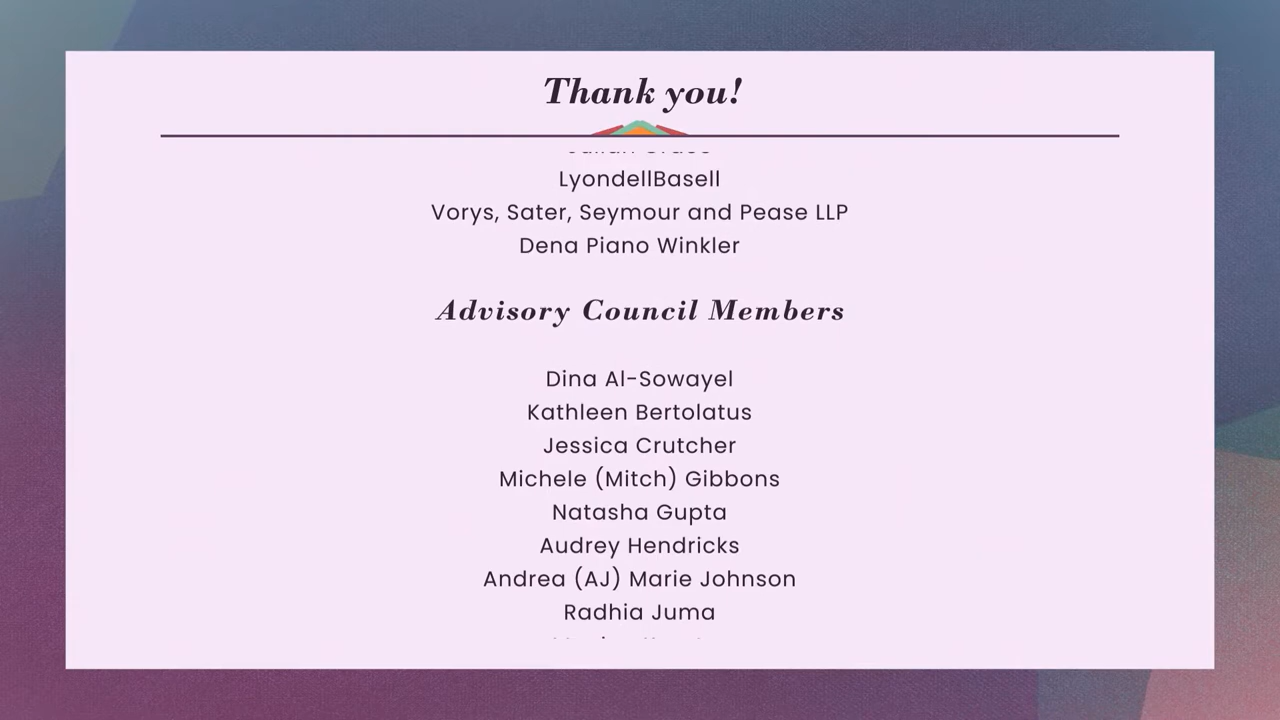 Thank you!
LyondellBasell
Vorys, Sater, Seymour and Pease LLP
Dena Piano Winkler
Advisory Council Members
Dina Al-Sowayel
Kathleen Bertolatus
Jessica Crutcher
Michele (Mitch) Gibbons
Natasha Gupta
Audrey Hendricks
Andrea (AJ) Marie Johnson
Radhia Juma